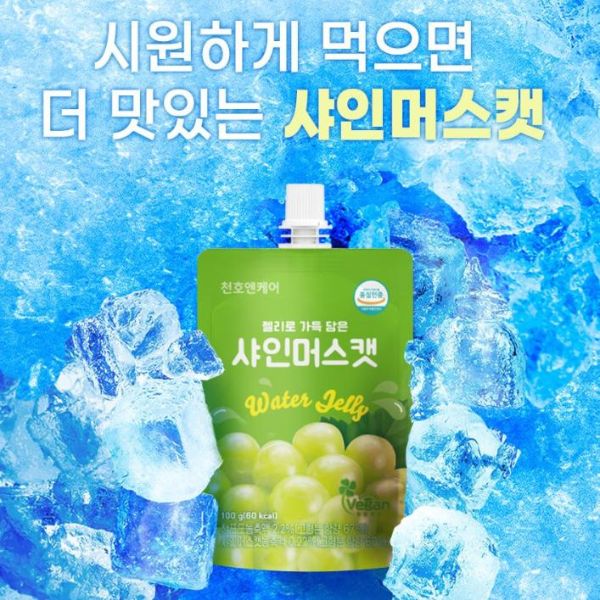 시원하게 먹으면
더 맛있는 샤인머스캣
천호엔케어
젤리로 가득 담은
샤인머스캣
Water Jelly
100 g(60 kcal)
Vegan